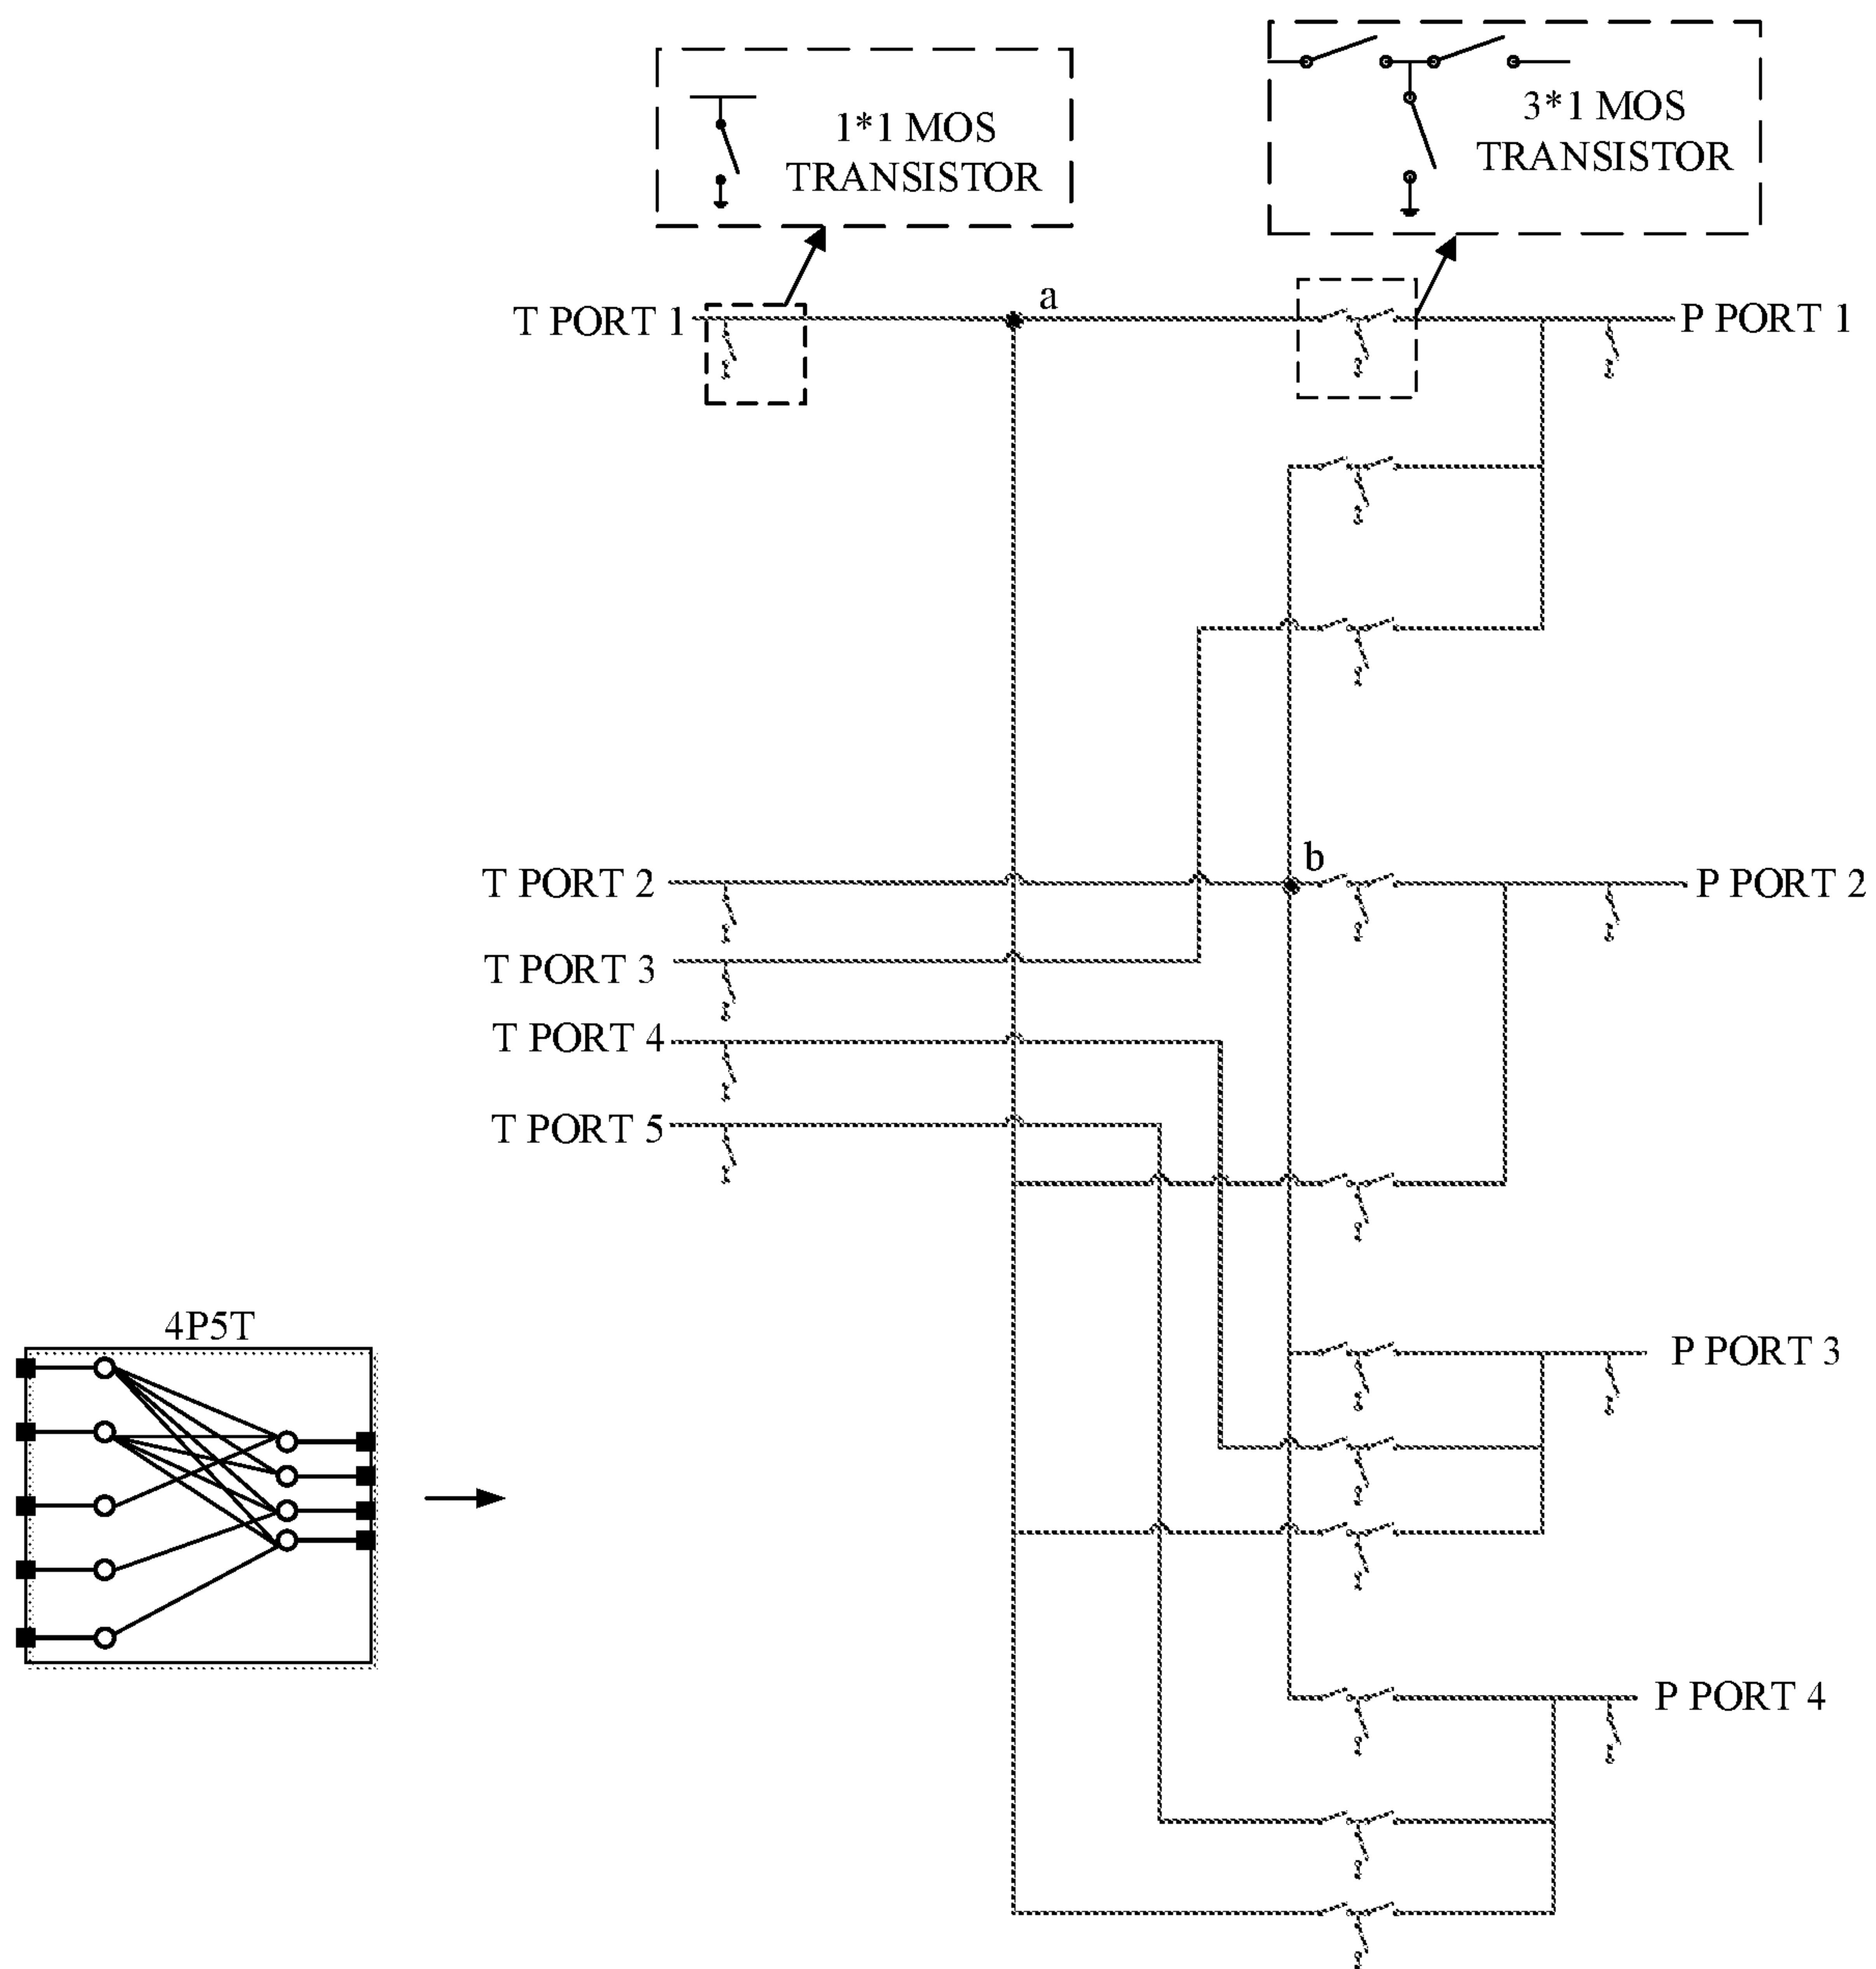 1*1 MOS
TRANSISTOR
3*1 MOS
TRANSISTOR
T PORT 1
a
P PORT 1
b
T PORT 2
P PORT 2
T PORT 3
T PORT 4
T PORT 5
4P5T
P PORT 3
P PORT 4